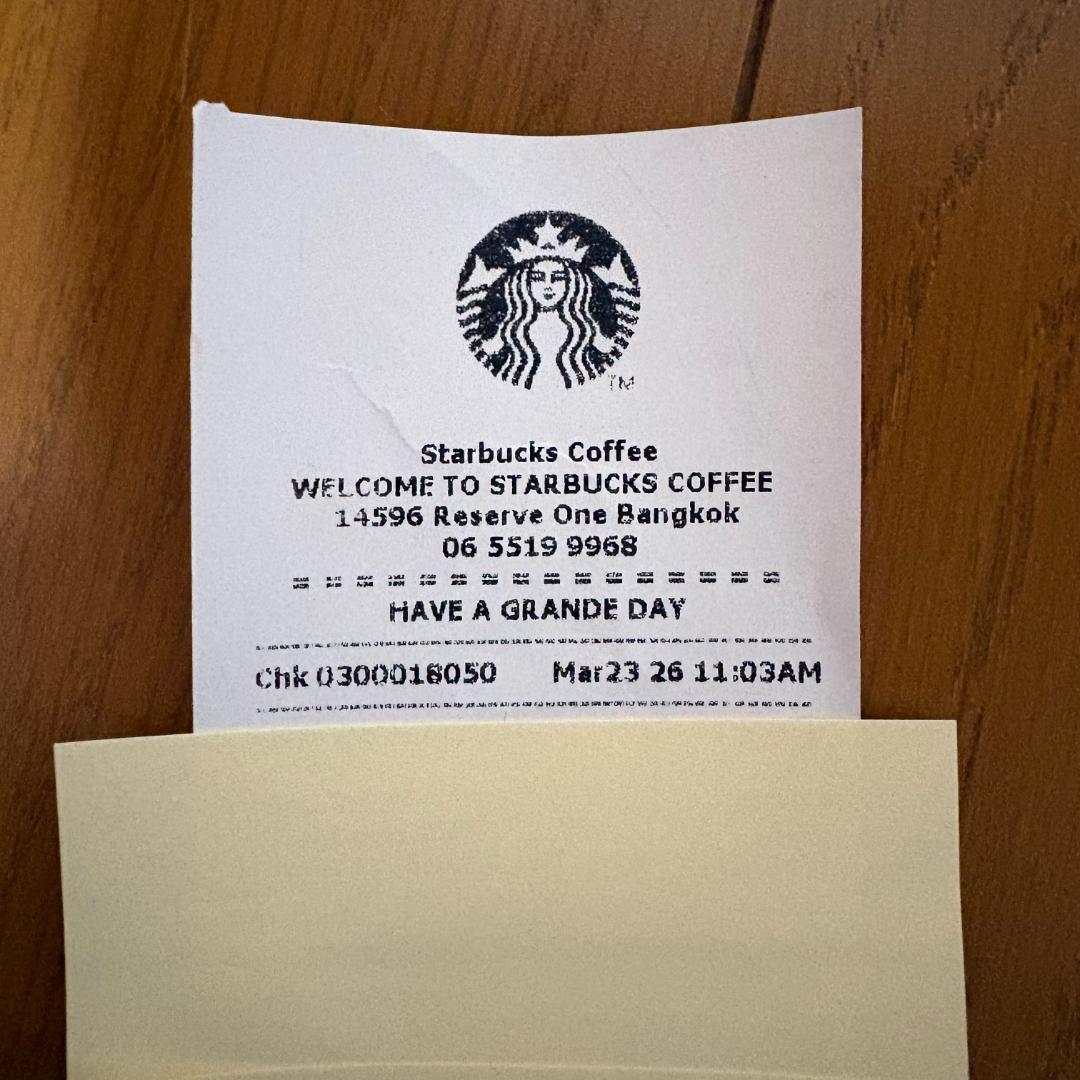 TM
Starbucks Coffee
WELCOME TO STARBUCKS COFFEE
14596 Reserve One Bangkok
06 5519 9968
HAVE A GRANDE DAY
Chk 0300018050 Mar23 26 11:03AM